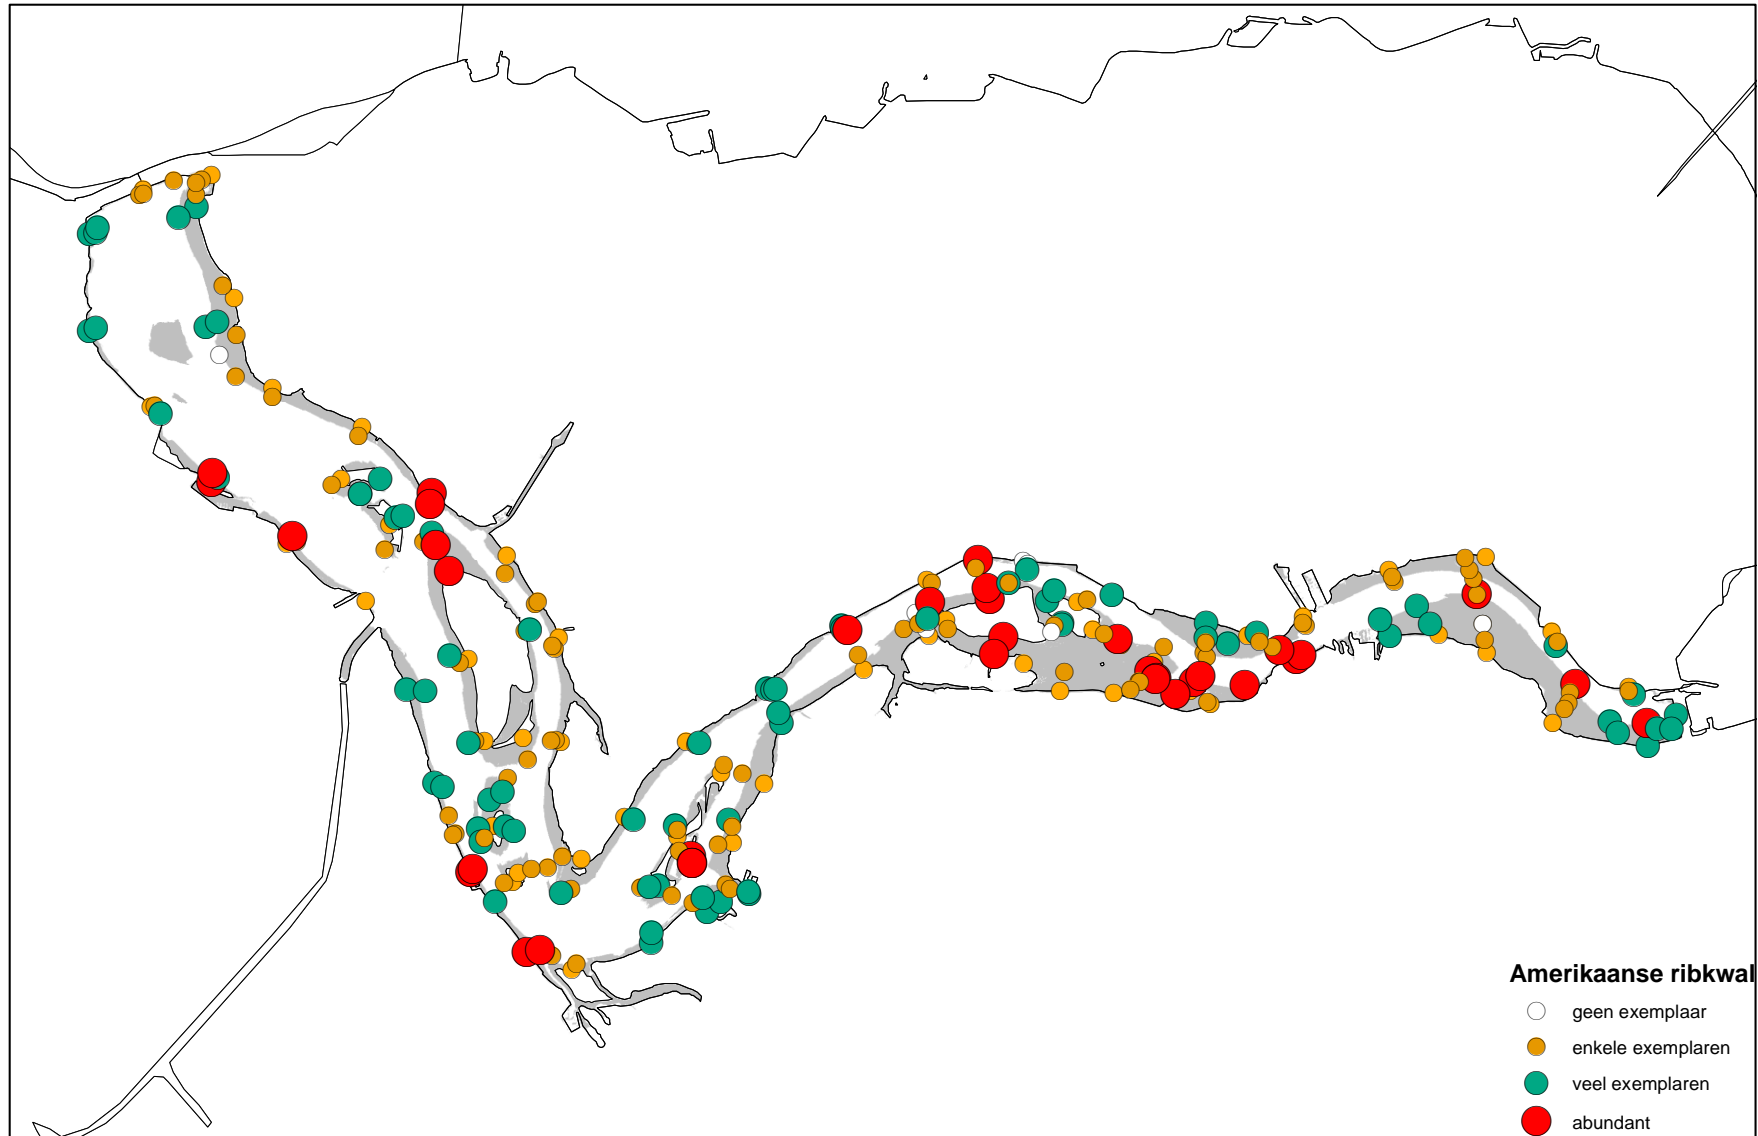 Amerikaanse ribkwal
geen exemplaar
enkele exemplaren
veel exemplaren
abundant